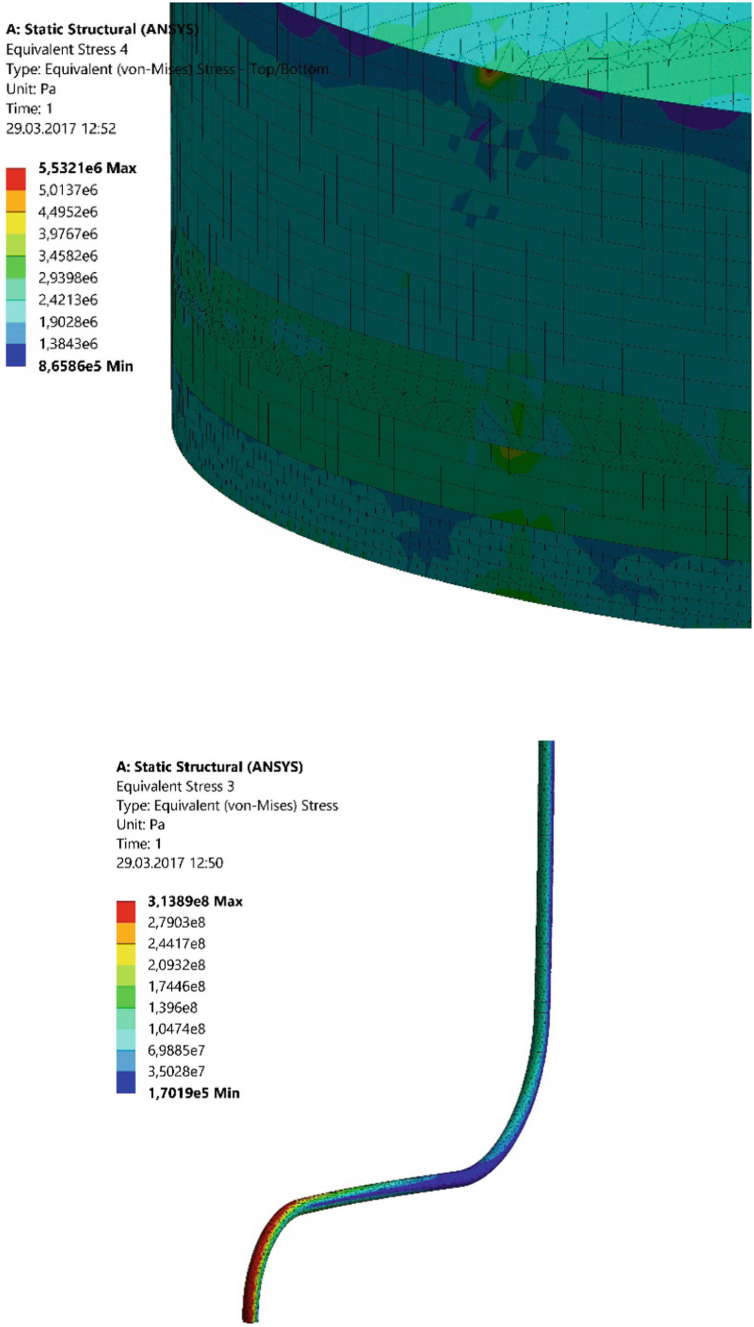 A: Static Structural (ANSYS)
Equivalent Stress 4
Type: Equivalent (von-Mises) Stress - Top/Bottom
Unit: Pa
Time: 1
29.03.2017 12:52
5,5321e6 Max
5,0137e6
4,4952e6
3,9767e6
3,4582e6
2,9398e6
2,4213e6
1,9028e6
1,3843e6
8,6586e5 Min
A: Static Structural (ANSYS)
Equivalent Stress 3
Type: Equivalent (von-Mises) Stress
Unit: Pa
Time: 1
29.03.2017 12:50
3,1389e8 Max
2,7903e8
2,4417e8
2,0932e8
1,7446e8
1,396e8
1,0474e8
6,9885e7
3,5028e7
1,7019e5 Min